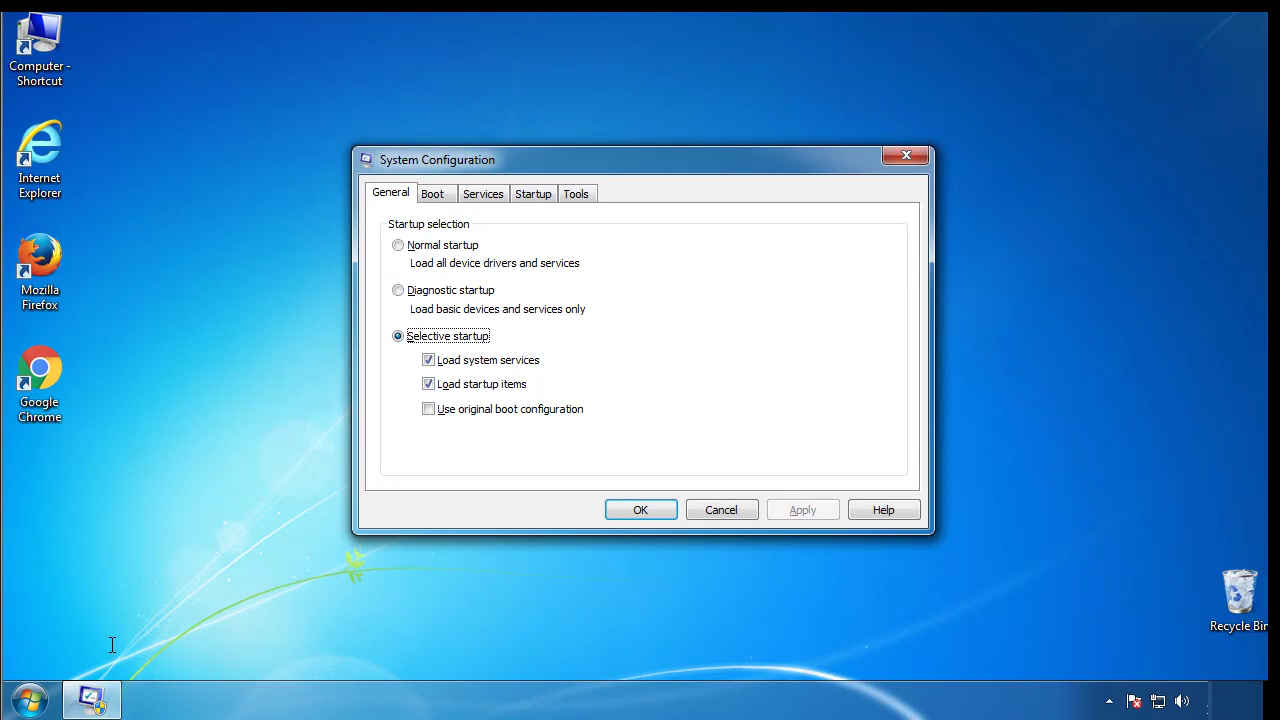 Computer -
Shortcut
Internet
Explorer
Mozilla
Firefox
Google
Chrome
System Configuration
General Boot Services Startup Tools
Startup selection
Normal startup
Load all device drivers and services
Diagnostic startup
Load basic devices and services only
Selective startup
Load system services
Load startup items
Use original boot configuration
OK Cancel Apply Help
Recycle Bin